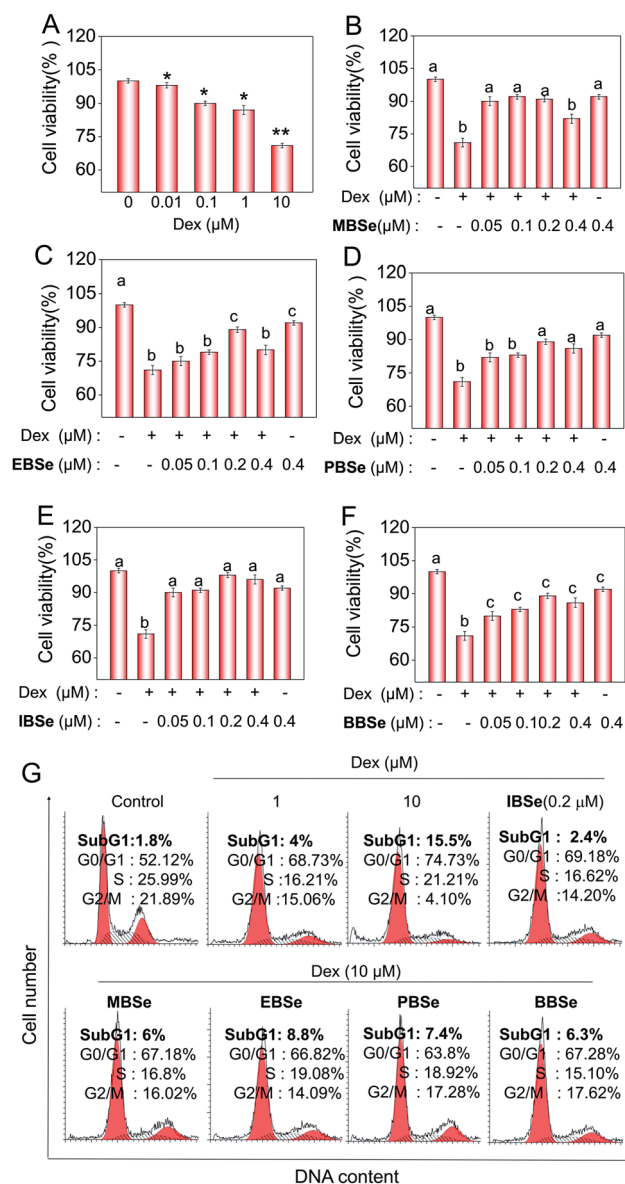 A
Cell viability(%)
120
105
90
75
60
* * * **
0 0.01 0.1 1 10
Dex (µM)
B
Cell viability(%)
120
105
90
75
60
a b a a a b a
Dex (µM) : - + + + + + -
MBSe(µM) : - - 0.05 0.1 0.2 0.4 0.4
C
Cell viability(%)
120
105
90
75
60
a b b b c b c
Dex (µM) : - + + + + + -
EBSe (µM) : - - 0.05 0.1 0.2 0.4 0.4
D
Cell viability(%)
120
105
90
75
60
a b b b a a a
Dex (µM) : - + + + + + -
PBSe (µM) : - - 0.05 0.1 0.2 0.4 0.4
E
Cell viability(%)
120
105
90
75
60
a b a a a a a
Dex (µM) : - + + + + + -
IBSe (µM) : - - 0.05 0.1 0.2 0.4 0.4
F
Cell viability(%)
120
105
90
75
60
a b c c c c c
Dex (µM) : - + + + + + -
BBSe(µM) : - - 0.05 0.10.2 0.4 0.4
G
Dex (µM)
Control 1 10 IBSe(0.2 µM)
SubG1:1.8% SubG1: 4% SubG1: 15.5% SubG1 : 2.4%
G0/G1 : 52.12% G0/G1 : 68.73% G0/G1 : 74.73% G0/G1 : 69.18%
S : 25.99% S :16.21% S : 21.21% S : 16.62%
G2/M : 21.89% G2/M :15.06% G2/M : 4.10% G2/M :14.20%
Dex (10 µM)
MBSe EBSe PBSe BBSe
SubG1: 6% SubG1: 8.8% SubG1: 7.4% SubG1: 6.3%
G0/G1 : 67.18% G0/G1 : 66.82% G0/G1 : 63.8% G0/G1 : 67.28%
S : 16.8% S : 19.08% S : 18.92% S : 15.10%
G2/M : 16.02% G2/M : 14.09% G2/M : 17.28% G2/M : 17.62%
Cell number
DNA content